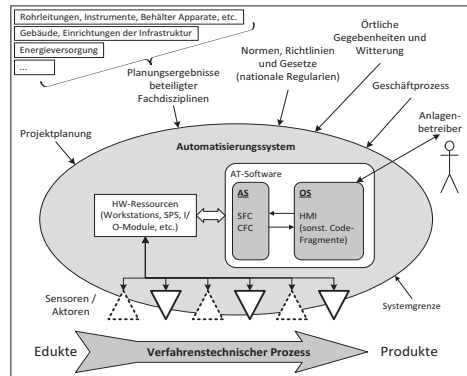 Rohrleitungen, Instrumente, Behälter Apparate, etc.
Gebäude, Einrichtungen der Infrastruktur
Energieversorgung
...
Planungsergebnisse
beteiligter
Fachdisziplinen
Normen, Richtlinien
und Gesetze
(nationale Regularien)
Örtliche
Gegebenheiten und
Witterung
Geschäftprozess
Anlagen-
betreiber
Projektplanung
Automatisierungssystem
AT-Software
HW-Ressourcen
(Workstations, SPS, I/
O-Module, etc.)
AS
SFC
CFC
OS
HMI
(sonst. Code-
Fragmente)
Sensoren /
Aktoren
Systemgrenze
Edukte
Verfahrenstechnischer Prozess
Produkte